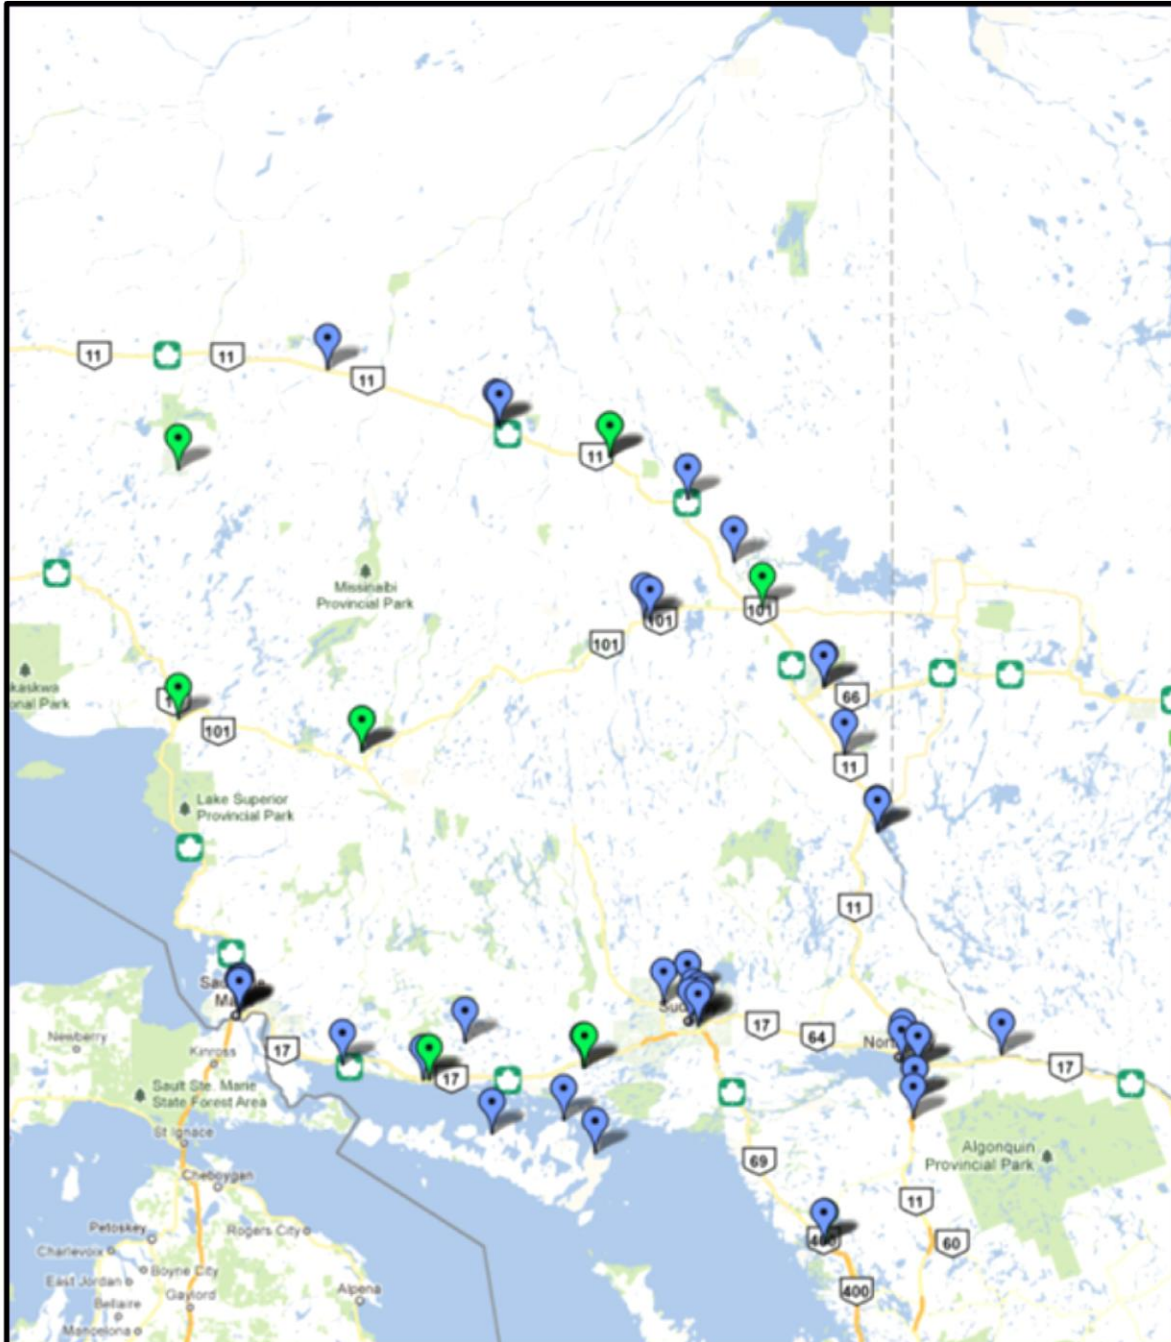 11
11
11
11
Missinaibi
Provincial Park
101
101
101
kaskwa
onal Park
66
101
11
Lake Superior
Provincial Park
11
17
64
17
17
17
Newberry
Kinross
Sault Ste. Marie
State Forest Area
St Ignace
Cheboygan
Algonquin
Provincial Park
69
11
60
Petoskey
Rogers City
Charlevoix
Boyne City
East Jordan
Gaylord
Alpena
400
Bellaire
Mancelona